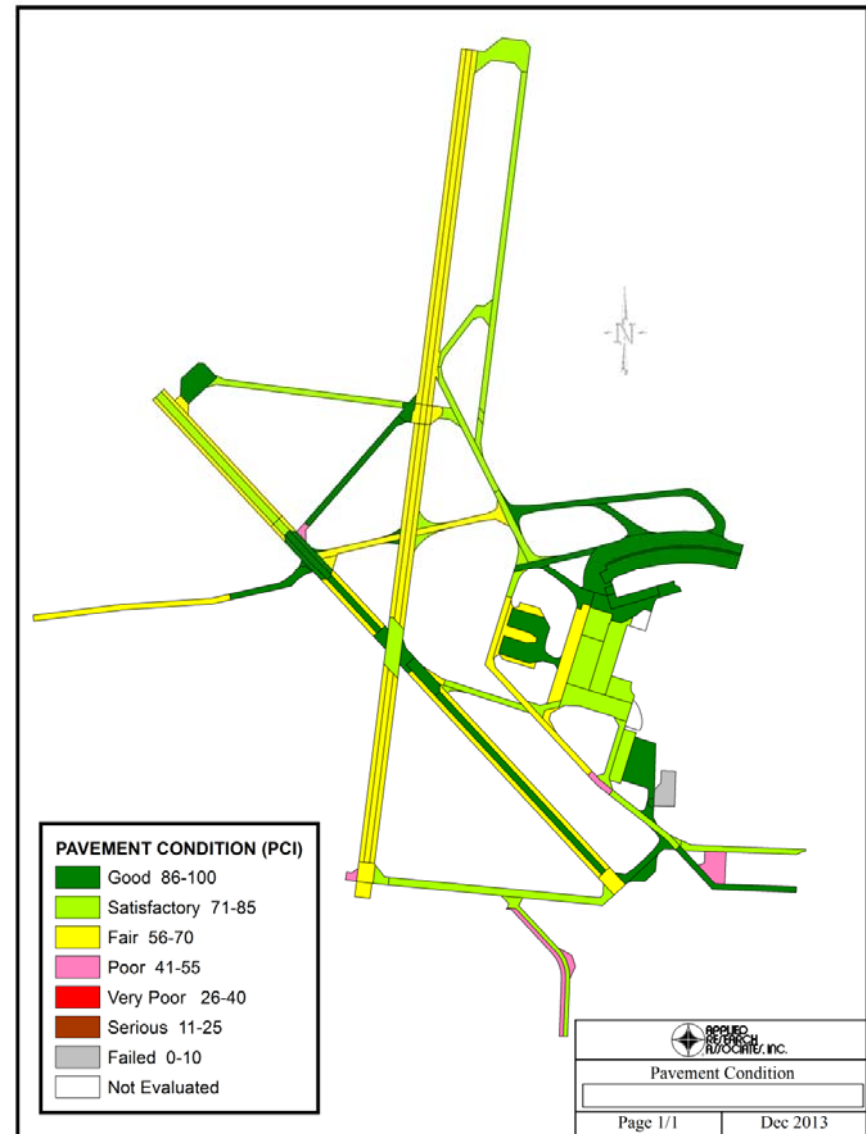 N
PAVEMENT CONDITION (PCI)
Good 86-100
Satisfactory 71-85
Fair 56-70
Poor 41-55
Very Poor 26-40
Serious 11-25
Failed 0-10
Not Evaluated
APPLIED
RESEARCH
ASSOCIATES, INC.
Pavement Condition
Page 1/1
Dec 2013